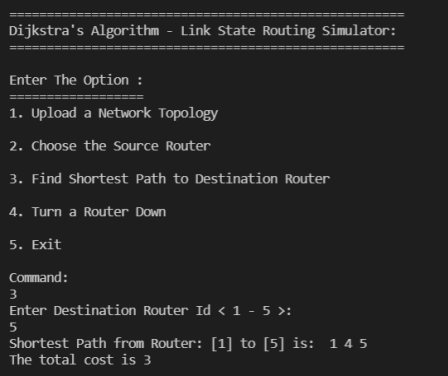 =====================================================
Dijkstra's Algorithm - Link State Routing Simulator:
=====================================================
Enter The Option :
==================
1. Upload a Network Topology
2. Choose the Source Router
3. Find Shortest Path to Destination Router
4. Turn a Router Down
5. Exit
Command:
3
Enter Destination Router Id < 1 - 5 >:
5
Shortest Path from Router: [1] to [5] is:  1 4 5
The total cost is 3